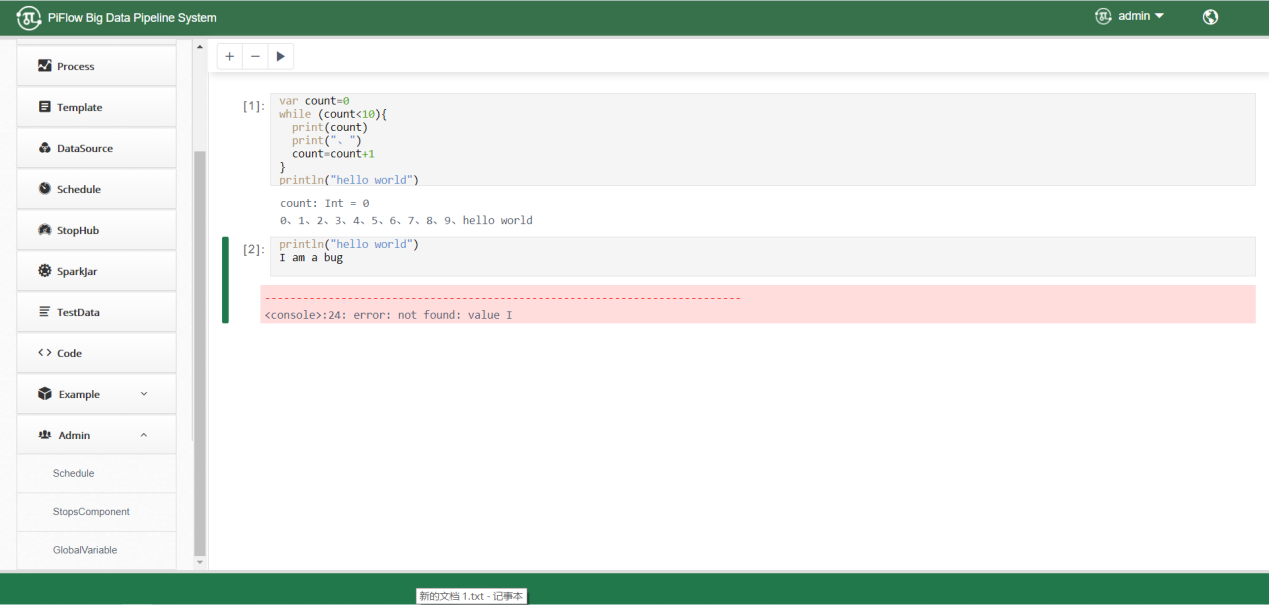 PiFlow Big Data Pipeline System
admin
Process
Template
DataSource
Schedule
StopHub
SparkJar
TestData
Code
Example
Admin
Schedule
StopsComponent
GlobalVariable
+ −
[1]:
var count=0
while (count<10){
print(count)
print("、")
count=count+1
}
println("hello world")
count: Int = 0
0、1、2、3、4、5、6、7、8、9、hello world
[2]:
println("hello world")
I am a bug
---------------------------------------------------------------------------
<console>:24: error: not found: value I
新的文档 1.txt - 记事本